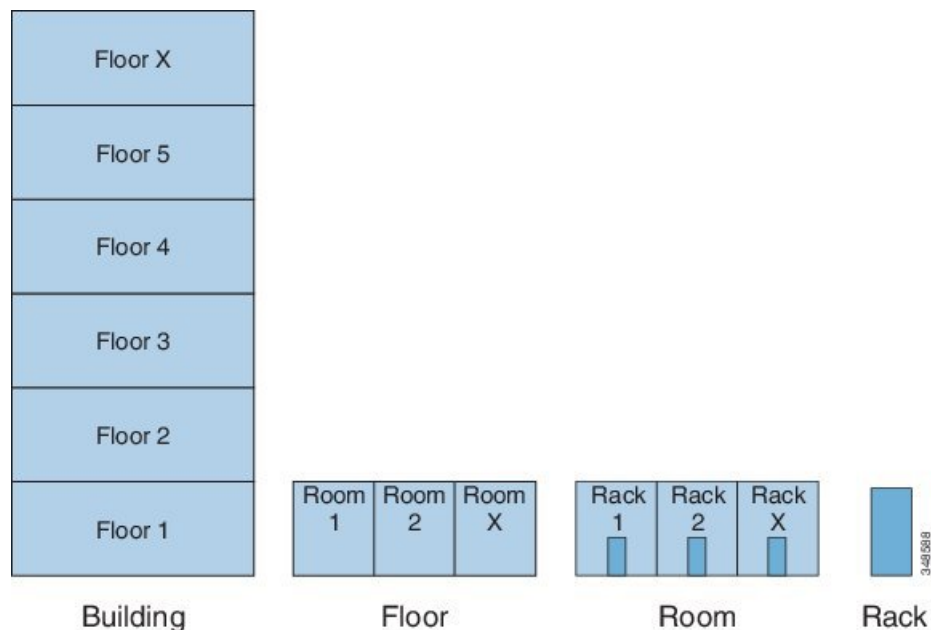 Floor X
Floor 5
Floor 4
Floor 3
Floor 2
Floor 1
Building
Room
1
Room
2
Room
X
Floor
Rack
1
Rack
2
Rack
X
Room
Rack
348588